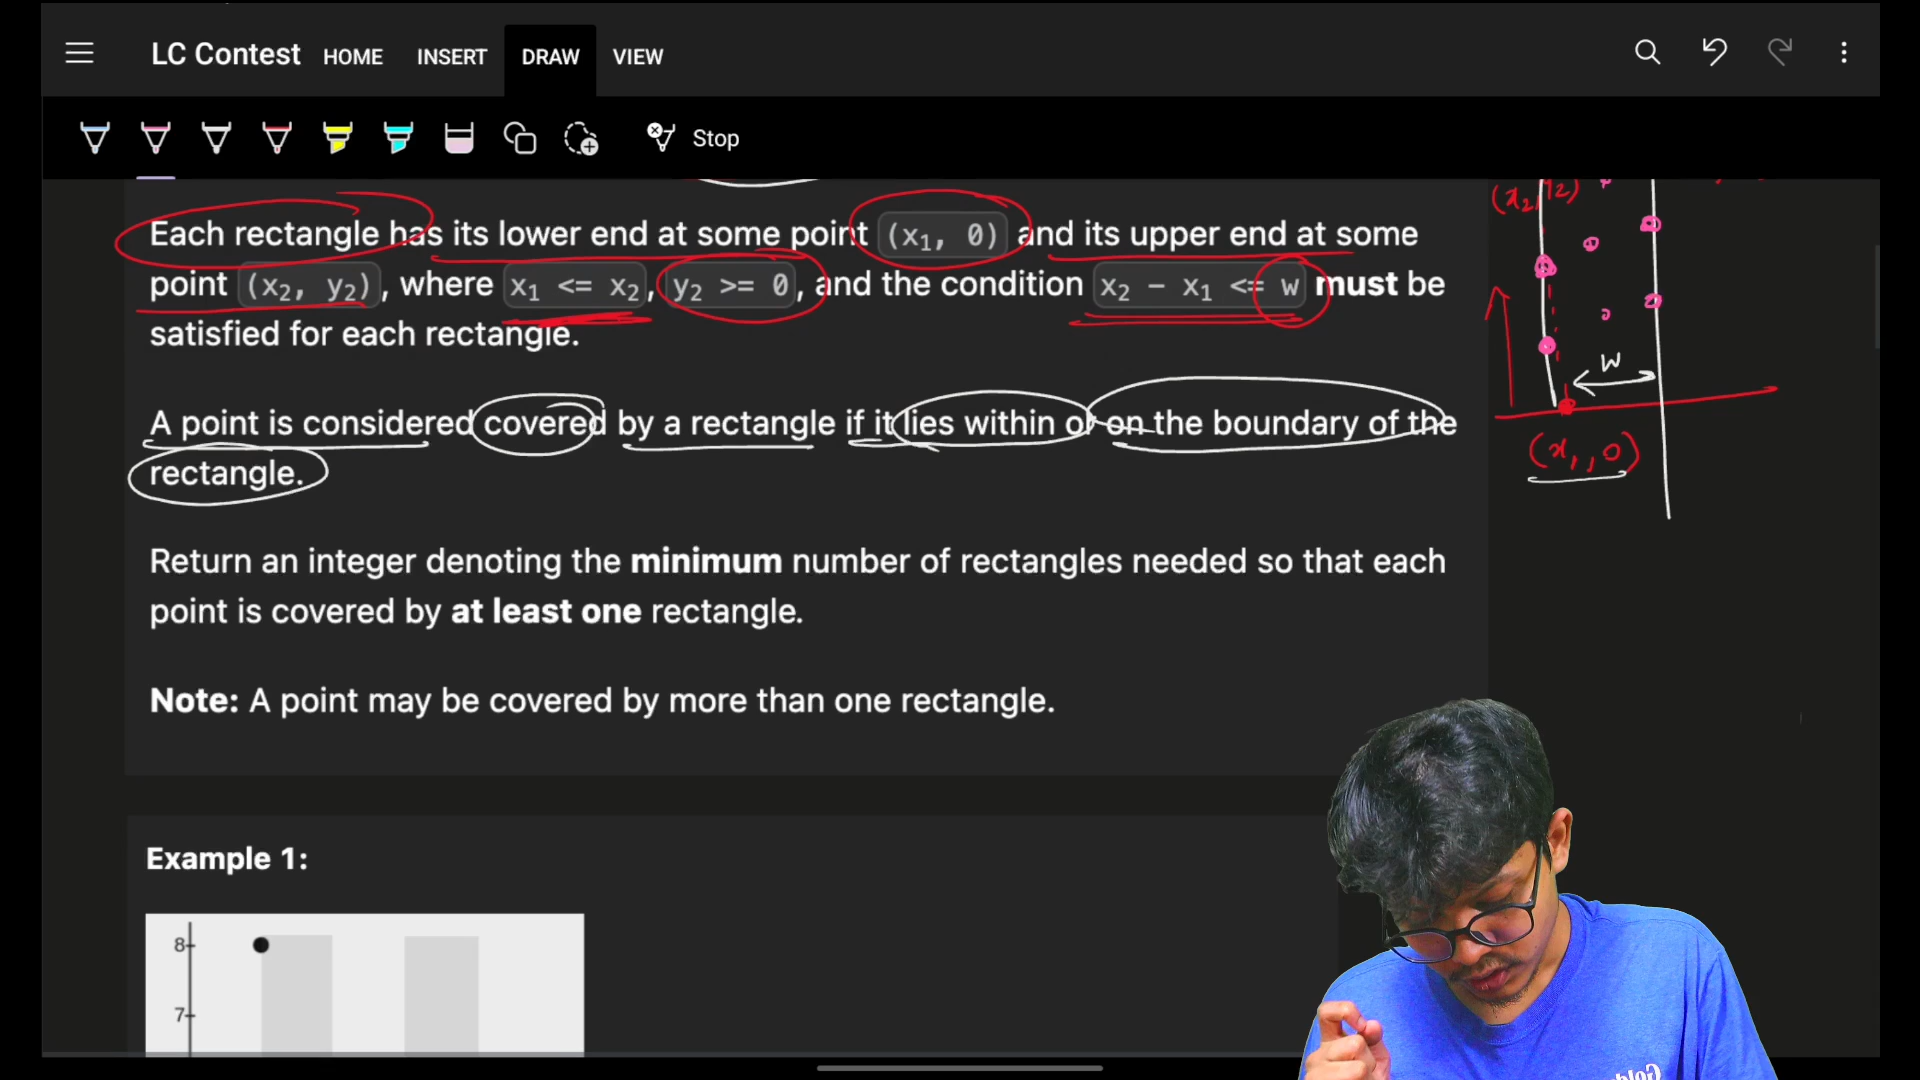 LC Contest HOME INSERT DRAW VIEW
Stop
Each rectangle has its lower end at some point (x₁, 0) and its upper end at some
point (x₂, y₂), where x₁ <= x₂, y₂ >= 0, and the condition x₂ - x₁ <= w must be
satisfied for each rectangle.
A point is considered covered by a rectangle if it lies within or on the boundary of the
rectangle.
Return an integer denoting the minimum number of rectangles needed so that each
point is covered by at least one rectangle.
Note: A point may be covered by more than one rectangle.
(x₂, y₂)
w
(x₁, 0)
Example 1:
8
7